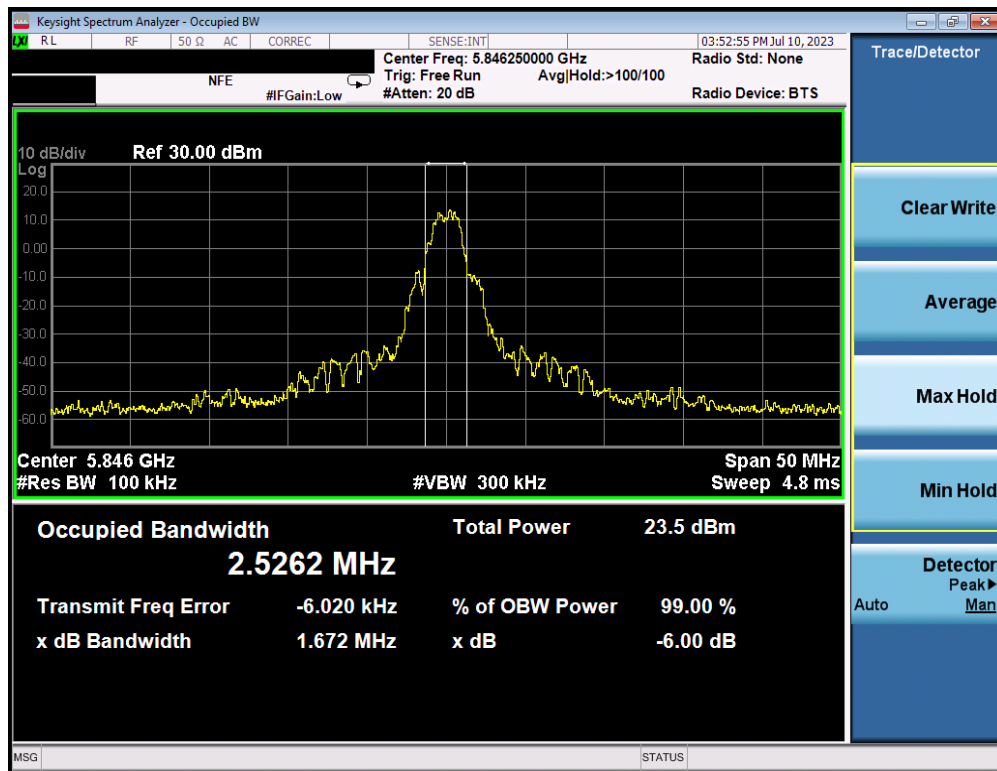 Keysight Spectrum Analyzer - Occupied BW
LXI RL RF 50 Ω AC CORREC SENSE:INT 03:52:55 PM Jul 10, 2023
Center Freq: 5.846250000 GHz Radio Std: None
NFE Trig: Free Run Avg|Hold:>100/100
#IFGain:Low #Atten: 20 dB Radio Device: BTS
10 dB/div Ref 30.00 dBm
Log
20.0
10.0
0.00
-10.0
-20.0
-30.0
-40.0
-50.0
-60.0
Center 5.846 GHz Span 50 MHz
#Res BW 100 kHz #VBW 300 kHz Sweep 4.8 ms
Occupied Bandwidth Total Power 23.5 dBm
2.5262 MHz
Transmit Freq Error -6.020 kHz % of OBW Power 99.00 %
x dB Bandwidth 1.672 MHz x dB -6.00 dB
MSG STATUS
Trace/Detector
Clear Write
Average
Max Hold
Min Hold
Detector
Peak▶
Auto Man